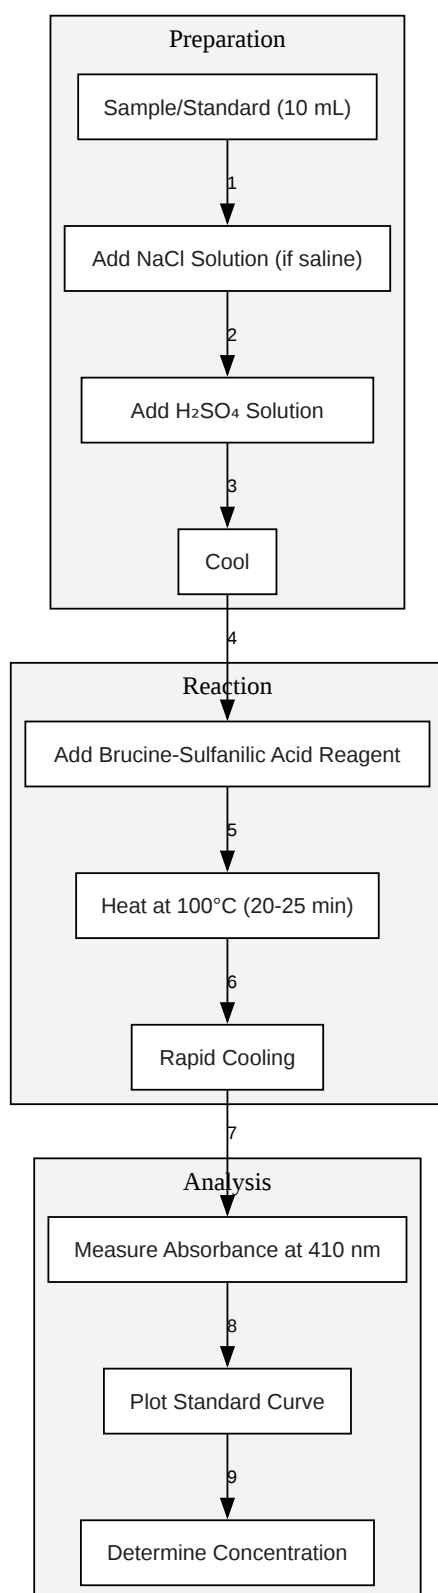 Preparation
Sample/Standard (10 mL)
1
Add NaCl Solution (if saline)
2
Add H₂SO₄ Solution
3
Cool
4
Reaction
Add Brucine-Sulfanilic Acid Reagent
5
Heat at 100°C (20-25 min)
6
Rapid Cooling
7
Analysis
Measure Absorbance at 410 nm
8
Plot Standard Curve
9
Determine Concentration